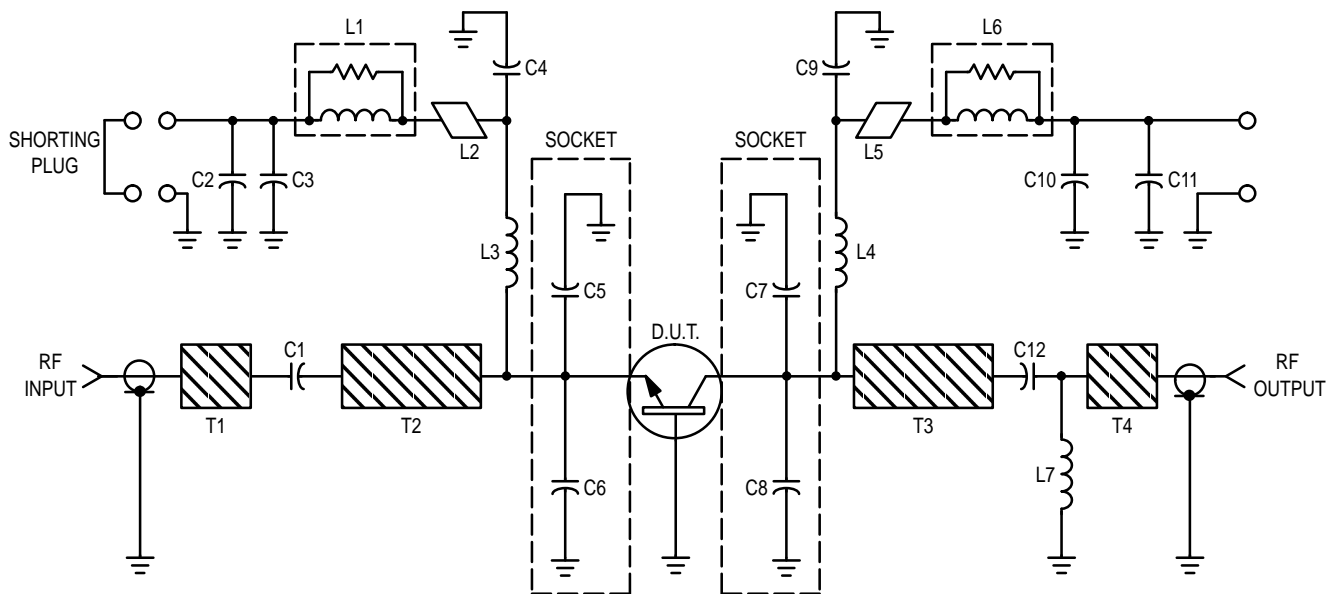 L1
L6
C4
C9
SHORTING
PLUG
L2
SOCKET
SOCKET
L5
C2
C3
C10
C11
L3
L4
C5
C7
D.U.T.
RF
INPUT
C1
C12
RF
OUTPUT
T1
T2
T3
T4
C6
C8
L7